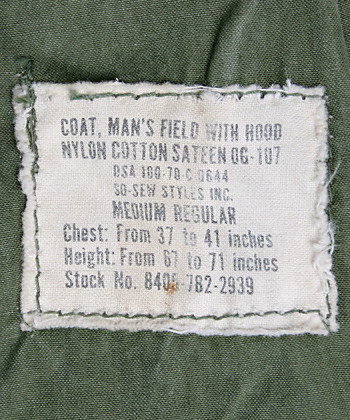 COAT, MAN'S FIELD WITH HOOD
NYLON COTTON SATEEN OG-107
DSA 100-70-C 0644
SO-SEW STYLES INC.
MEDIUM REGULAR
Chest: From 37 to 41 inches
Height: From 67 to 71 inches
Stock No. 8405-782-2939